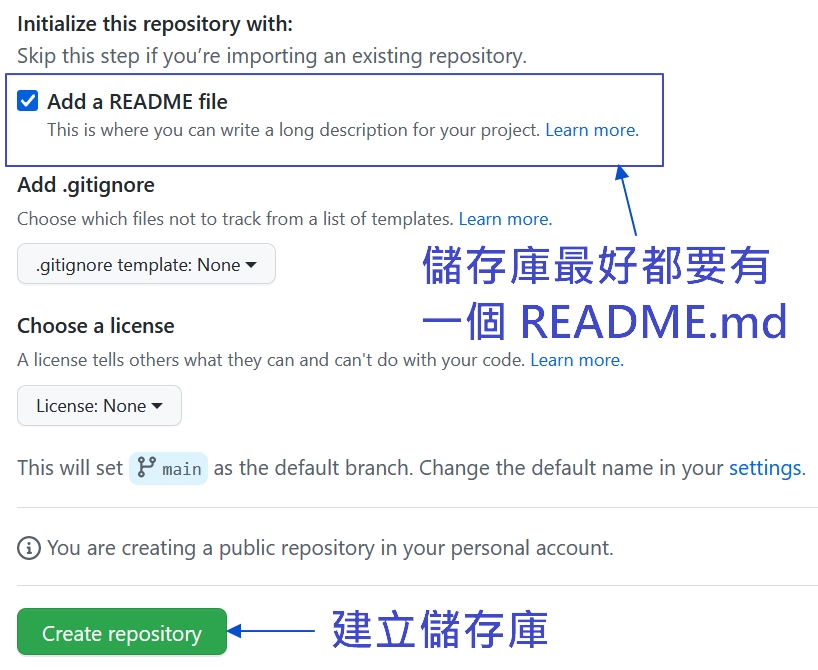 Initialize this repository with:
Skip this step if you’re importing an existing repository.
Add a README file
This is where you can write a long description for your project. Learn more.
Add .gitignore
Choose which files not to track from a list of templates. Learn more.
.gitignore template: None
儲存庫最好都要有
一個 README.md
Choose a license
A license tells others what they can and can't do with your code. Learn more.
License: None
This will set main as the default branch. Change the default name in your settings.
You are creating a public repository in your personal account.
Create repository
建立儲存庫